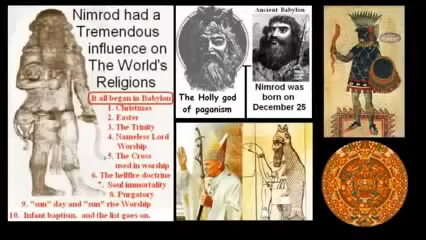 Nimrod had a
Tremendous
influence on
The World's
Religions
It all began in Babylon
1. Christmas
2. Easter
3. The Trinity
4. Nameless Lord
Worship
5. The Cross
used in worship
6. The hellfire doctrine
7. Soul immortality
8. Purgatory
9. "sun" day and "sun" rise Worship
10. Infant baptism, and the list goes on.
The Holly god
of paganism
Ancient Babylon
Nimrod was
born on
December 25